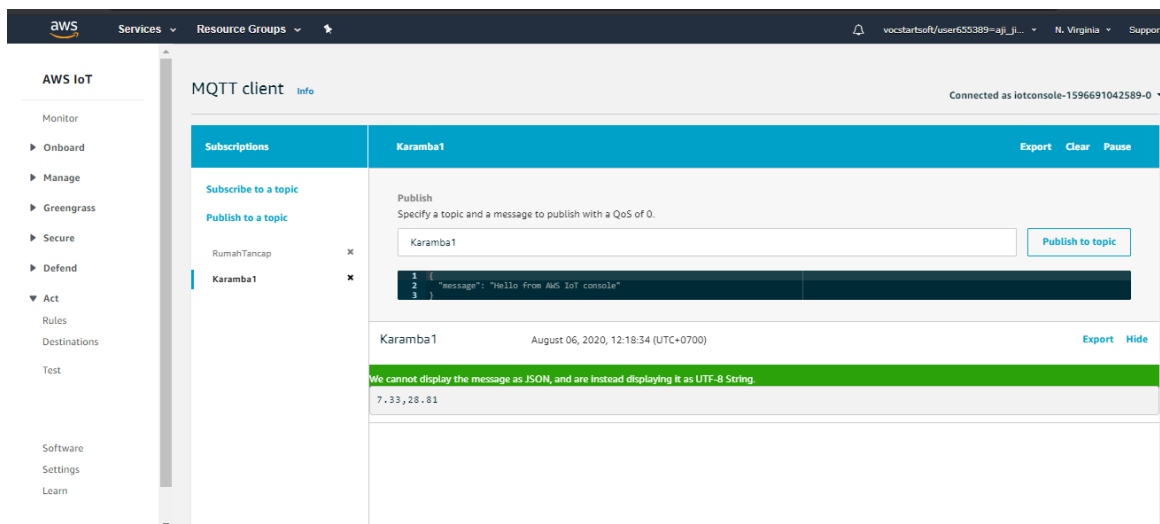 aws Services Resource Groups vocstartsoft/user655389=aji_ji... N. Virginia Suppor
AWS IoT
Monitor
Onboard
Manage
Greengrass
Secure
Defend
Act
Rules
Destinations
Test
Software
Settings
Learn
MQTT client Info
Connected as iotconsole-1596691042589-0
Subscriptions
Subscribe to a topic
Publish to a topic
RumahTancap
Karamba1
Karamba1 Export Clear Pause
Publish
Specify a topic and a message to publish with a QoS of 0.
Karamba1 Publish to topic
1 {
2 "message": "Hello from AWS IoT console"
3 }
Karamba1 August 06, 2020, 12:18:34 (UTC+0700) Export Hide
We cannot display the message as JSON, and are instead displaying it as UTF-8 String.
7.33,28.81